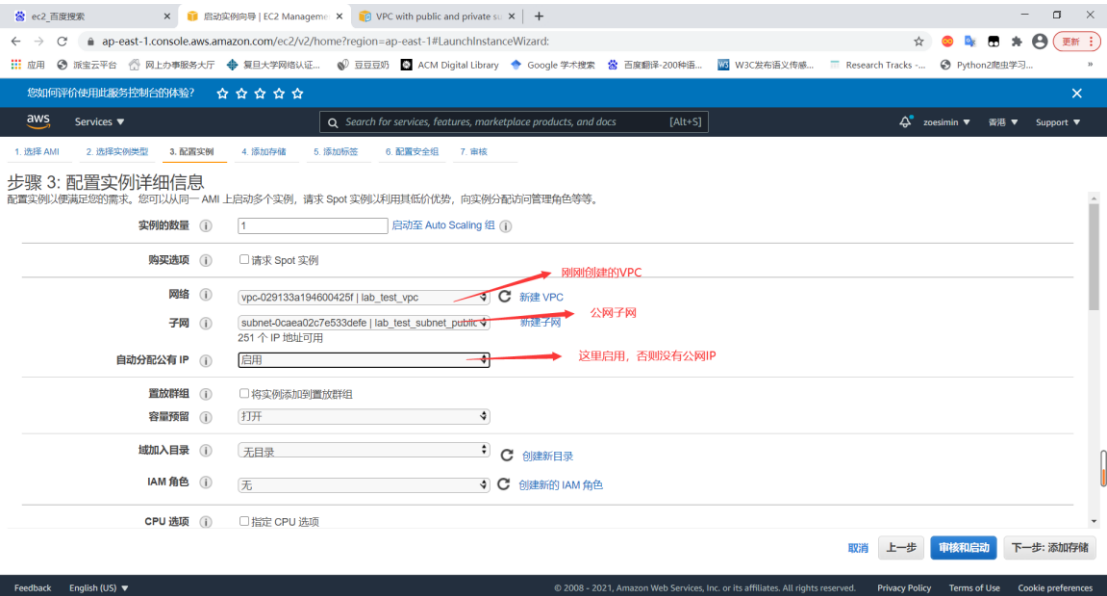 ec2_百度搜索
启动实例向导 | EC2 Manageme
VPC with public and private su
ap-east-1.console.aws.amazon.com/ec2/v2/home?region=ap-east-1#LaunchInstanceWizard:
更新
应用 派宝云平台 网上办事服务大厅 复旦大学网络认证... 豆豆豆奶 ACM Digital Library Google 学术搜索 百度翻译-200种语... W3C发布语义传感... Research Tracks -... Python2爬虫学习... »
您如何评价使用此服务控制台的体验?
aws Services Search for services, features, marketplace products, and docs [Alt+S] zoesimin 香港 Support
1. 选择 AMI 2. 选择实例类型 3. 配置实例 4. 添加存储 5. 添加标签 6. 配置安全组 7. 审核
步骤 3: 配置实例详细信息
配置实例以便满足您的需求。您可以从同一 AMI 上启动多个实例，请求 Spot 实例以利用其低价优势，向实例分配访问管理角色等等。
实例的数量 1 启动至 Auto Scaling 组
购买选项 请求 Spot 实例
刚刚创建的VPC
网络 vpc-029133a194600425f | lab_test_vpc 新建 VPC
公网子网
子网 subnet-0caea02c7e533defe | lab_test_subnet_public 新建子网
251 个 IP 地址可用
自动分配公有 IP 启用 这里启用，否则没有公网IP
置放群组 将实例添加到置放群组
容量预留 打开
域加入目录 无目录 创建新目录
IAM 角色 无 创建新的 IAM 角色
CPU 选项 指定 CPU 选项
取消 上一步 审核和启动 下一步: 添加存储
Feedback English (US) © 2008 - 2021, Amazon Web Services, Inc. or its affiliates. All rights reserved. Privacy Policy Terms of Use Cookie preferences